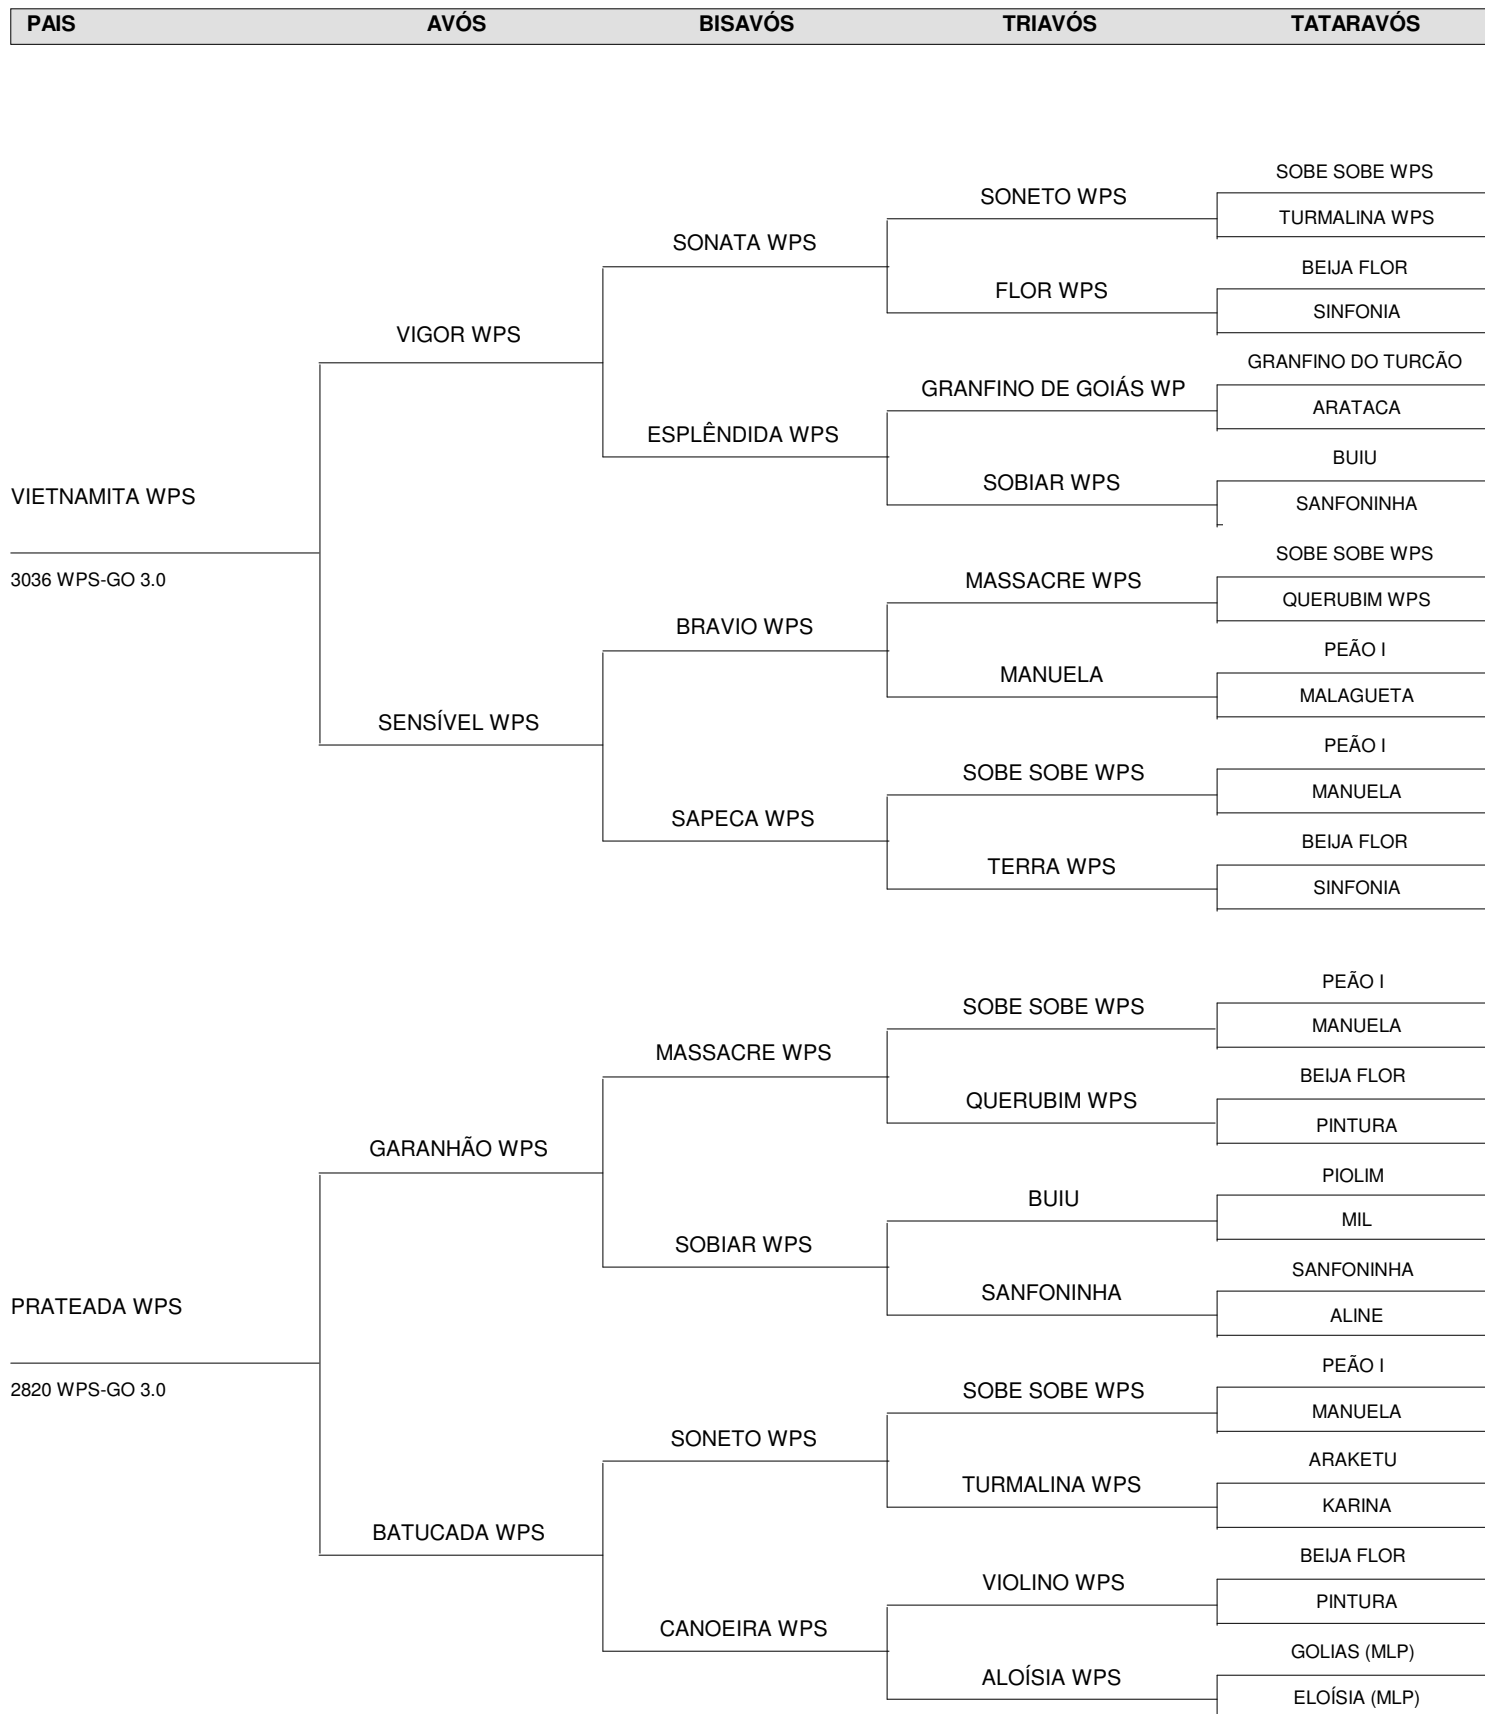 PAIS AVÓS BISAVÓS TRIAVÓS TATARAVÓS
SOBE SOBE WPS
SONETO WPS
TURMALINA WPS
SONATA WPS
BEIJA FLOR
FLOR WPS
SINFONIA
VIGOR WPS
GRANFINO DO TURCÃO
GRANFINO DE GOIÁS WP
ARATACA
ESPLÊNDIDA WPS
BUIU
SOBIAR WPS
SANFONINHA
VIETNAMITA WPS
3036 WPS-GO 3.0
SOBE SOBE WPS
MASSACRE WPS
QUERUBIM WPS
BRAVIO WPS
PEÃO I
MANUELA
MALAGUETA
SENSÍVEL WPS
PEÃO I
SOBE SOBE WPS
MANUELA
SAPECA WPS
BEIJA FLOR
TERRA WPS
SINFONIA
PEÃO I
SOBE SOBE WPS
MANUELA
MASSACRE WPS
BEIJA FLOR
QUERUBIM WPS
PINTURA
GARANHÃO WPS
PIOLIM
BUIU
MIL
SOBIAR WPS
SANFONINHA
SANFONINHA
ALINE
PRATEADA WPS
2820 WPS-GO 3.0
PEÃO I
SOBE SOBE WPS
MANUELA
SONETO WPS
ARAKETU
TURMALINA WPS
KARINA
BATUCADA WPS
BEIJA FLOR
VIOLINO WPS
PINTURA
CANOEIRA WPS
GOLIAS (MLP)
ALOÍSIA WPS
ELOÍSIA (MLP)